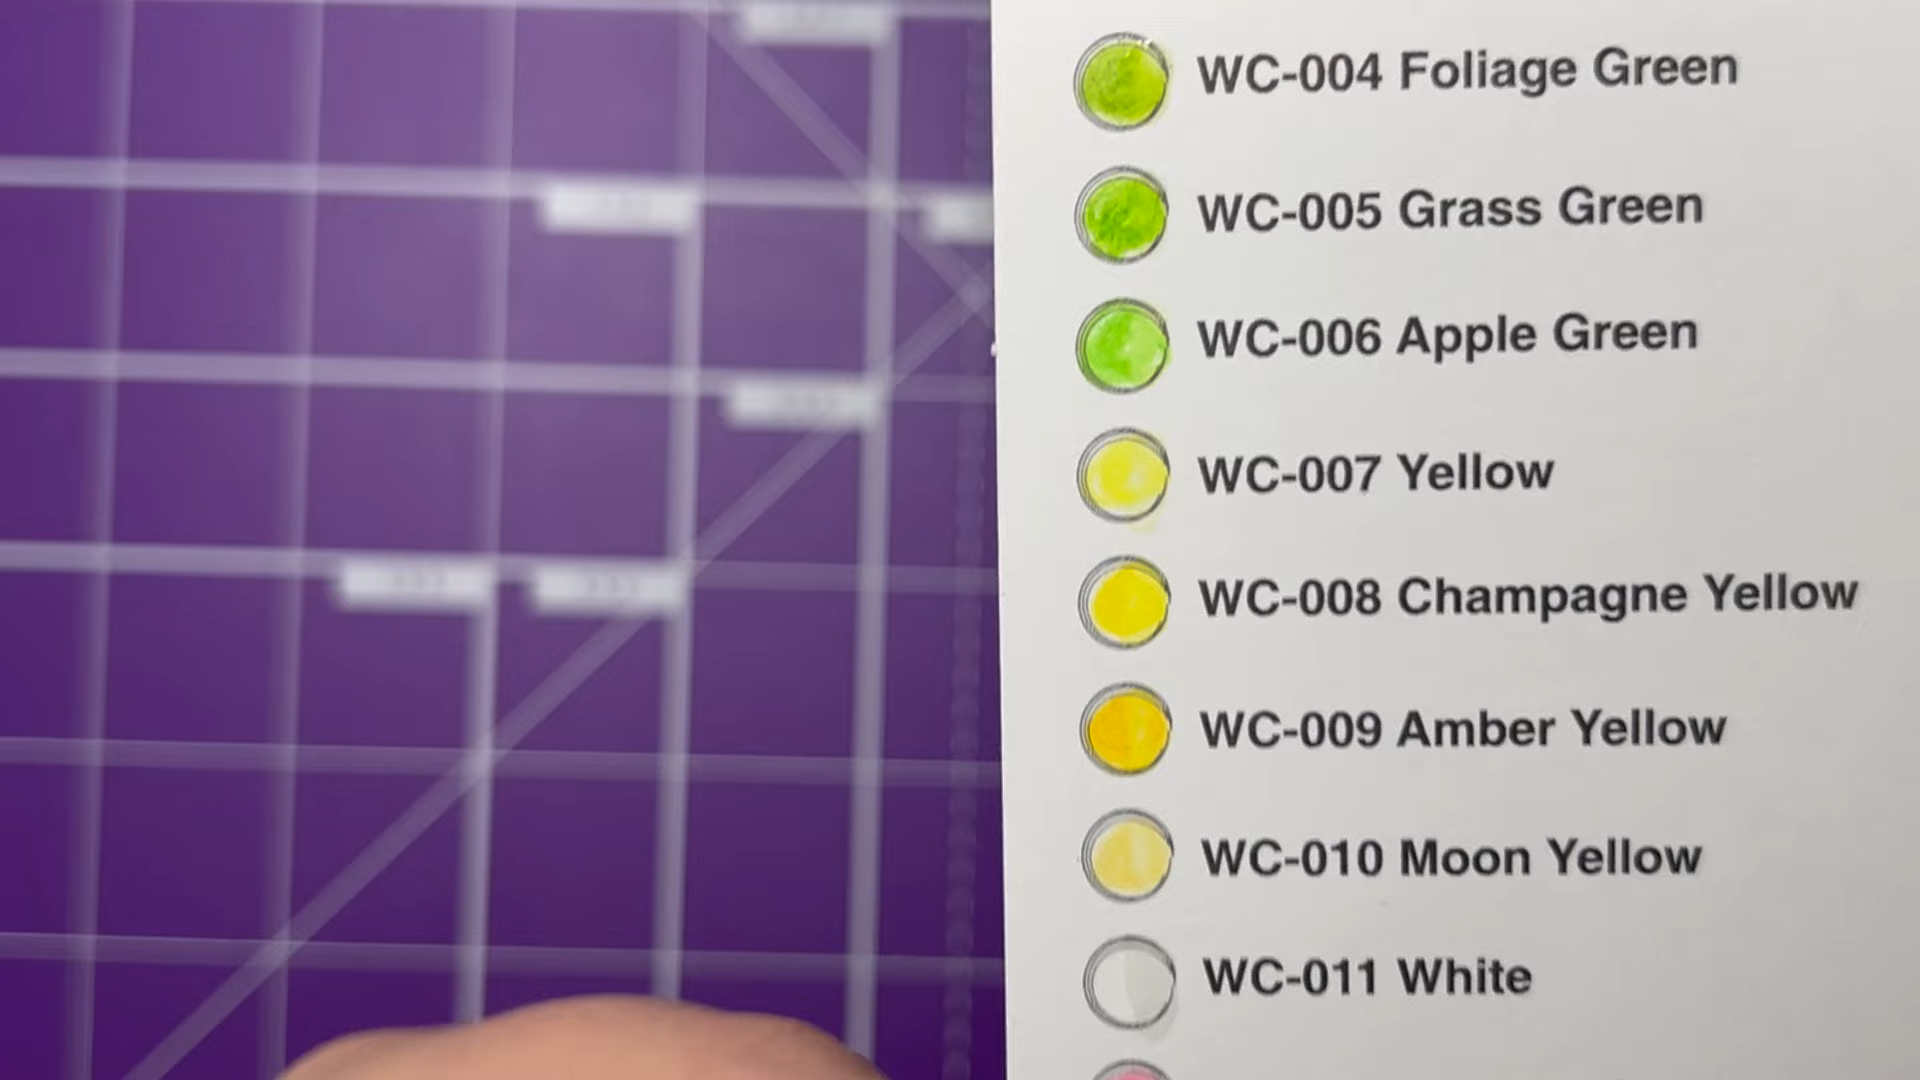 WC-004 Foliage Green
WC-005 Grass Green
WC-006 Apple Green
WC-007 Yellow
WC-008 Champagne Yellow
WC-009 Amber Yellow
WC-010 Moon Yellow
WC-011 White